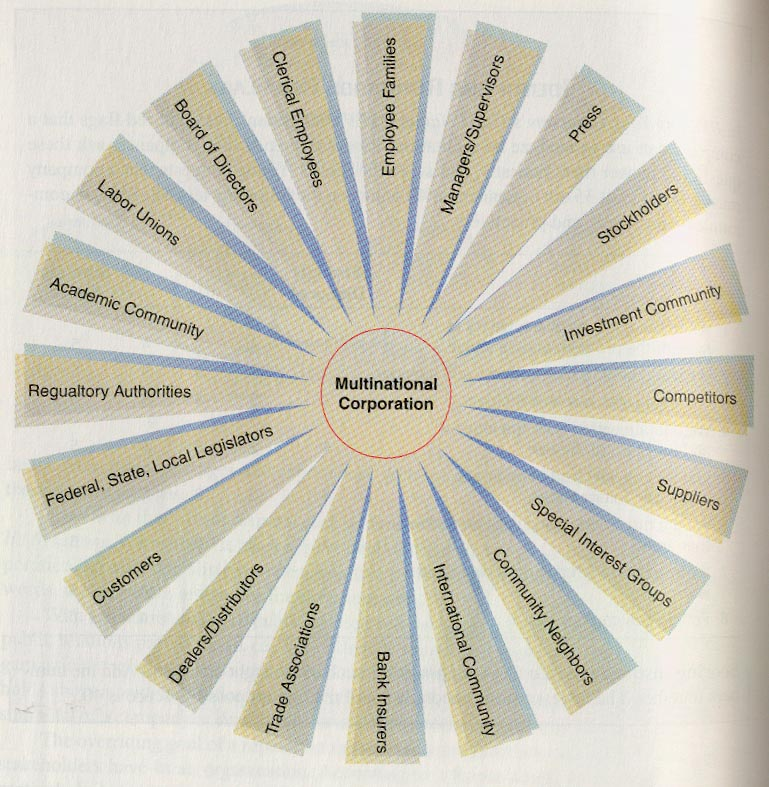 Employee Families
Managers/Supervisors
Press
Stockholders
Investment Community
Competitors
Suppliers
Special Interest Groups
Community Neighbors
International Community
Bank Insurers
Trade Associations
Dealers/Distributors
Customers
Federal, State, Local Legislators
Regualtory Authorities
Academic Community
Labor Unions
Board of Directors
Clerical Employees
Multinational
Corporation